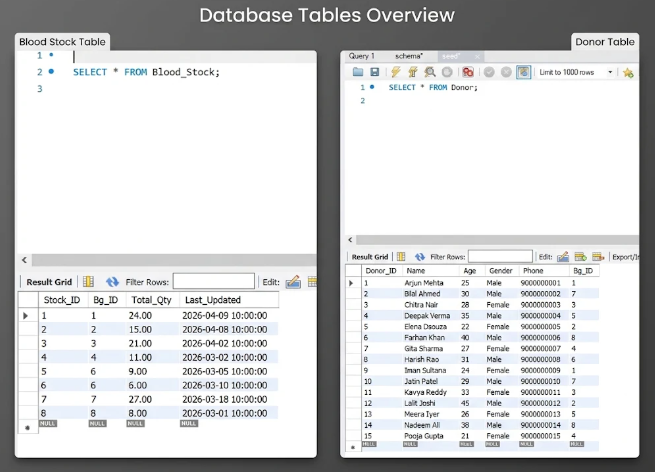 Database Tables Overview
Blood Stock Table
1
2 SELECT * FROM Blood_Stock;
3
Result Grid Filter Rows: Edit:
Stock_ID Bg_ID Total_Qty Last_Updated
1 1 24.00 2026-04-09 10:00:00
2 2 15.00 2026-04-08 10:00:00
3 3 21.00 2026-04-02 10:00:00
4 4 11.00 2026-03-02 10:00:00
5 6 9.00 2026-03-05 10:00:00
6 6 6.00 2026-03-10 10:00:00
7 7 27.00 2026-03-18 10:00:00
8 8 8.00 2026-03-01 10:00:00
NULL NULL NULL NULL
Donor Table
Query 1 schema* seed*
Limit to 1000 rows
1 SELECT * FROM Donor;
2
Result Grid Filter Rows: Edit: Export/In
Donor_ID Name Age Gender Phone Bg_ID
1 Arjun Mehta 25 Male 9000000001 1
2 Bilal Ahmed 30 Male 9000000002 7
3 Chitra Nair 28 Female 9000000003 3
4 Deepak Verma 35 Male 9000000004 5
5 Elena Dsouza 22 Female 9000000005 2
6 Farhan Khan 40 Male 9000000006 8
7 Gita Sharma 27 Female 9000000007 4
8 Harish Rao 31 Male 9000000008 6
9 Iman Sultana 24 Female 9000000009 1
10 Jatin Patel 29 Male 9000000010 7
11 Kavya Reddy 33 Female 9000000011 3
12 Lalit Joshi 45 Male 9000000012 2
13 Meera Iyer 26 Female 9000000013 5
14 Nadeem Ali 38 Male 9000000014 8
15 Pooja Gupta 21 Female 9000000015 4
NULL NULL NULL NULL NULL NULL